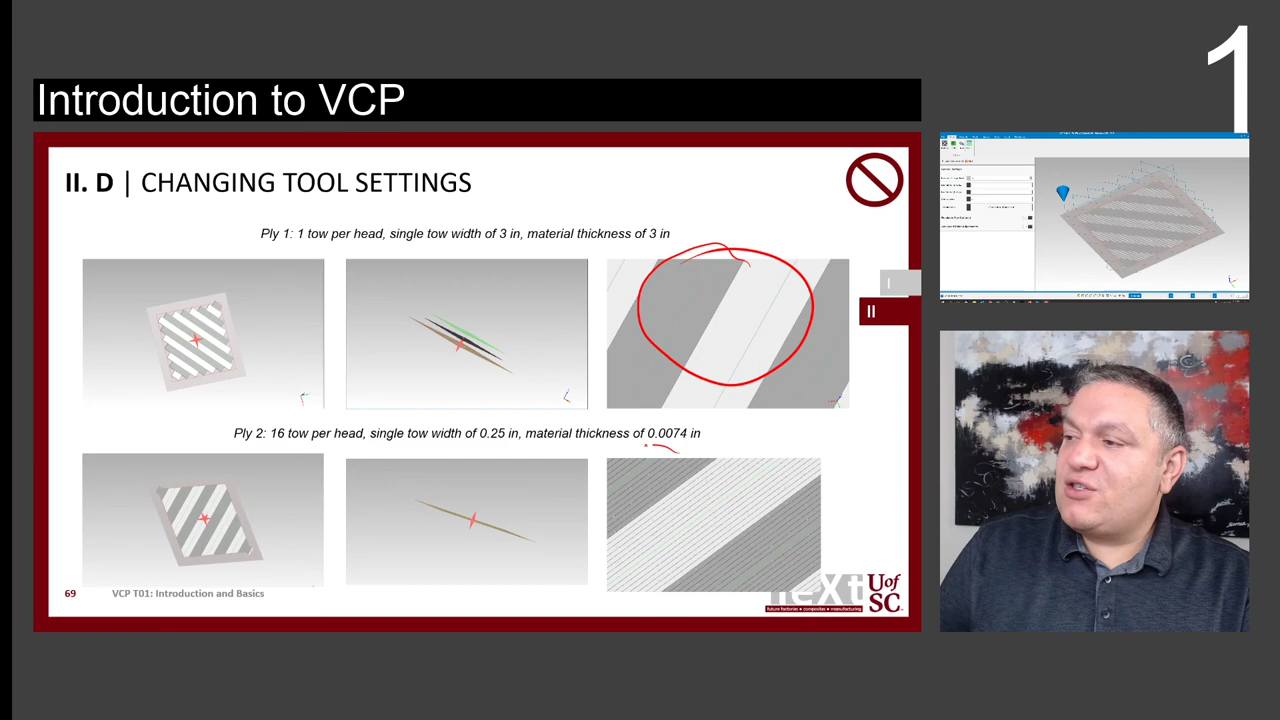 1
Introduction to VCP
II. D | CHANGING TOOL SETTINGS
Ply 1: 1 tow per head, single tow width of 3 in, material thickness of 3 in
I
II
Ply 2: 16 tow per head, single tow width of 0.25 in, material thickness of 0.0074 in
69
VCP T01: Introduction and Basics
neXt
future factories • composites • manufacturing
UofSC